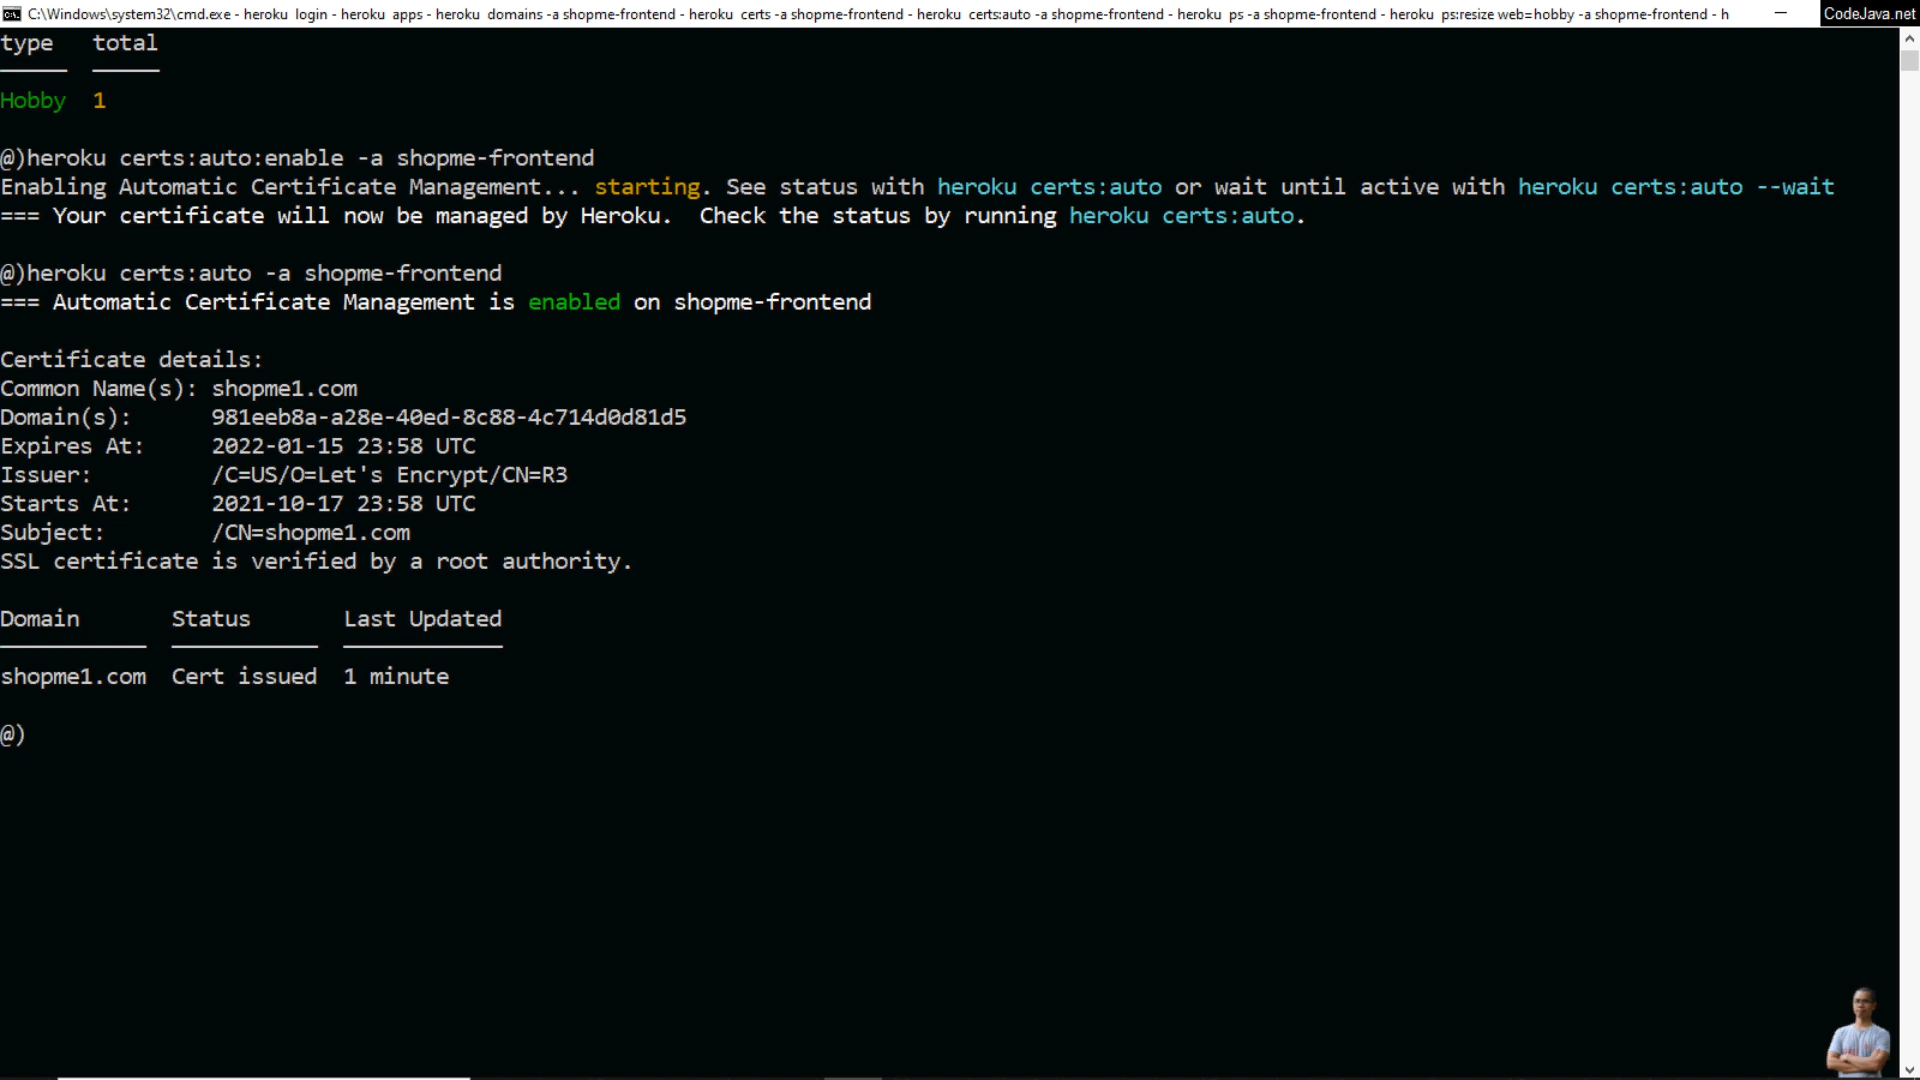 C:\Windows\system32\cmd.exe - heroku login - heroku apps - heroku domains -a shopme-frontend - heroku certs -a shopme-frontend - heroku certs:auto -a shopme-frontend - heroku ps -a shopme-frontend - heroku ps:resize web=hobby -a shopme-frontend - h
CodeJava.net
type total
Hobby 1
@)heroku certs:auto:enable -a shopme-frontend
Enabling Automatic Certificate Management... starting. See status with heroku certs:auto or wait until active with heroku certs:auto --wait
=== Your certificate will now be managed by Heroku.  Check the status by running heroku certs:auto.
@)heroku certs:auto -a shopme-frontend
=== Automatic Certificate Management is enabled on shopme-frontend
Certificate details:
Common Name(s): shopme1.com
Domain(s): 981eeb8a-a28e-40ed-8c88-4c714d0d81d5
Expires At: 2022-01-15 23:58 UTC
Issuer: /C=US/O=Let's Encrypt/CN=R3
Starts At: 2021-10-17 23:58 UTC
Subject: /CN=shopme1.com
SSL certificate is verified by a root authority.
Domain Status Last Updated
shopme1.com Cert issued 1 minute
@)